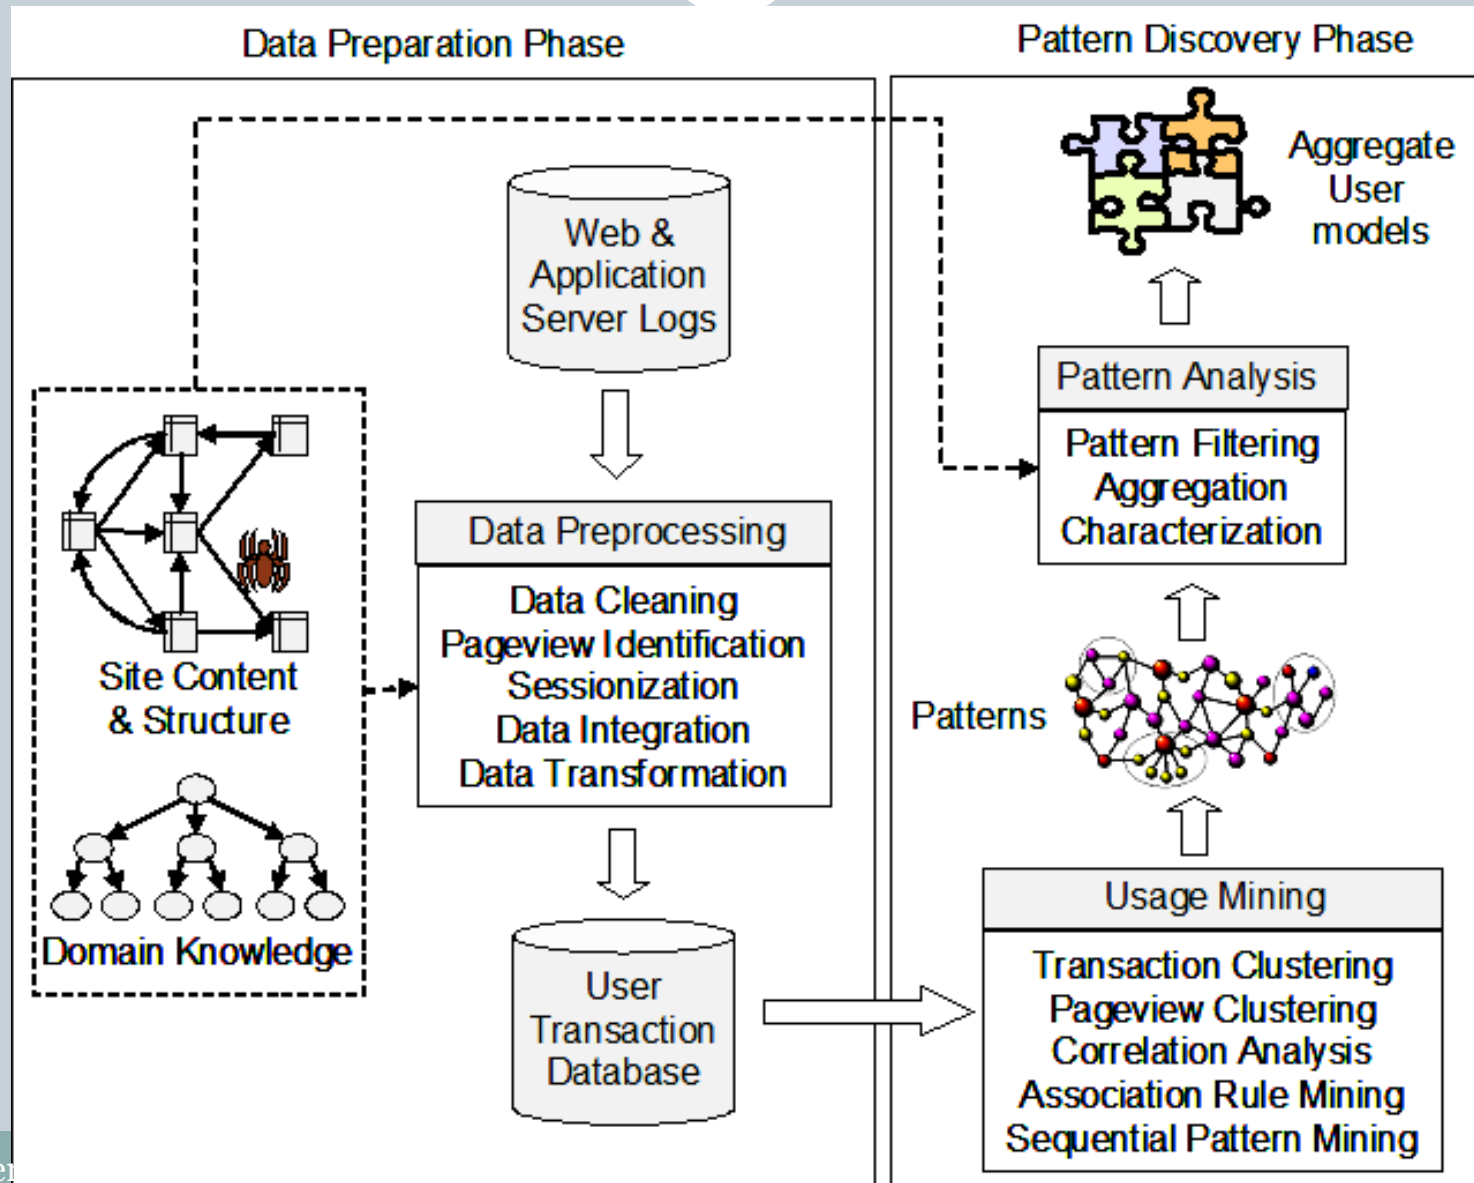 Data Preparation Phase
Pattern Discovery Phase
Web &
Application
Server Logs
Aggregate
User
models
Pattern Analysis
Pattern Filtering
Aggregation
Characterization
Data Preprocessing
Data Cleaning
Pageview Identification
Sessionization
Data Integration
Data Transformation
Site Content
& Structure
Patterns
Domain Knowledge
User
Transaction
Database
Usage Mining
Transaction Clustering
Pageview Clustering
Correlation Analysis
Association Rule Mining
Sequential Pattern Mining